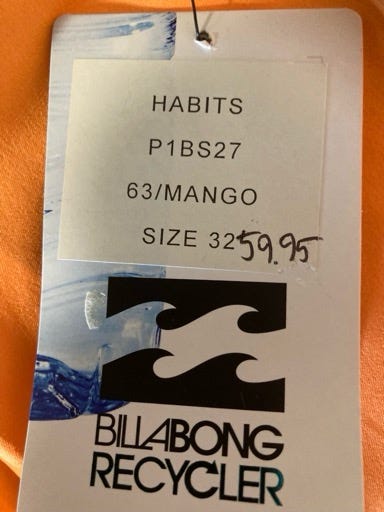 HABITS
P1BS27
63/MANGO
SIZE 32 59.95
BILLABONG
RECYCLER